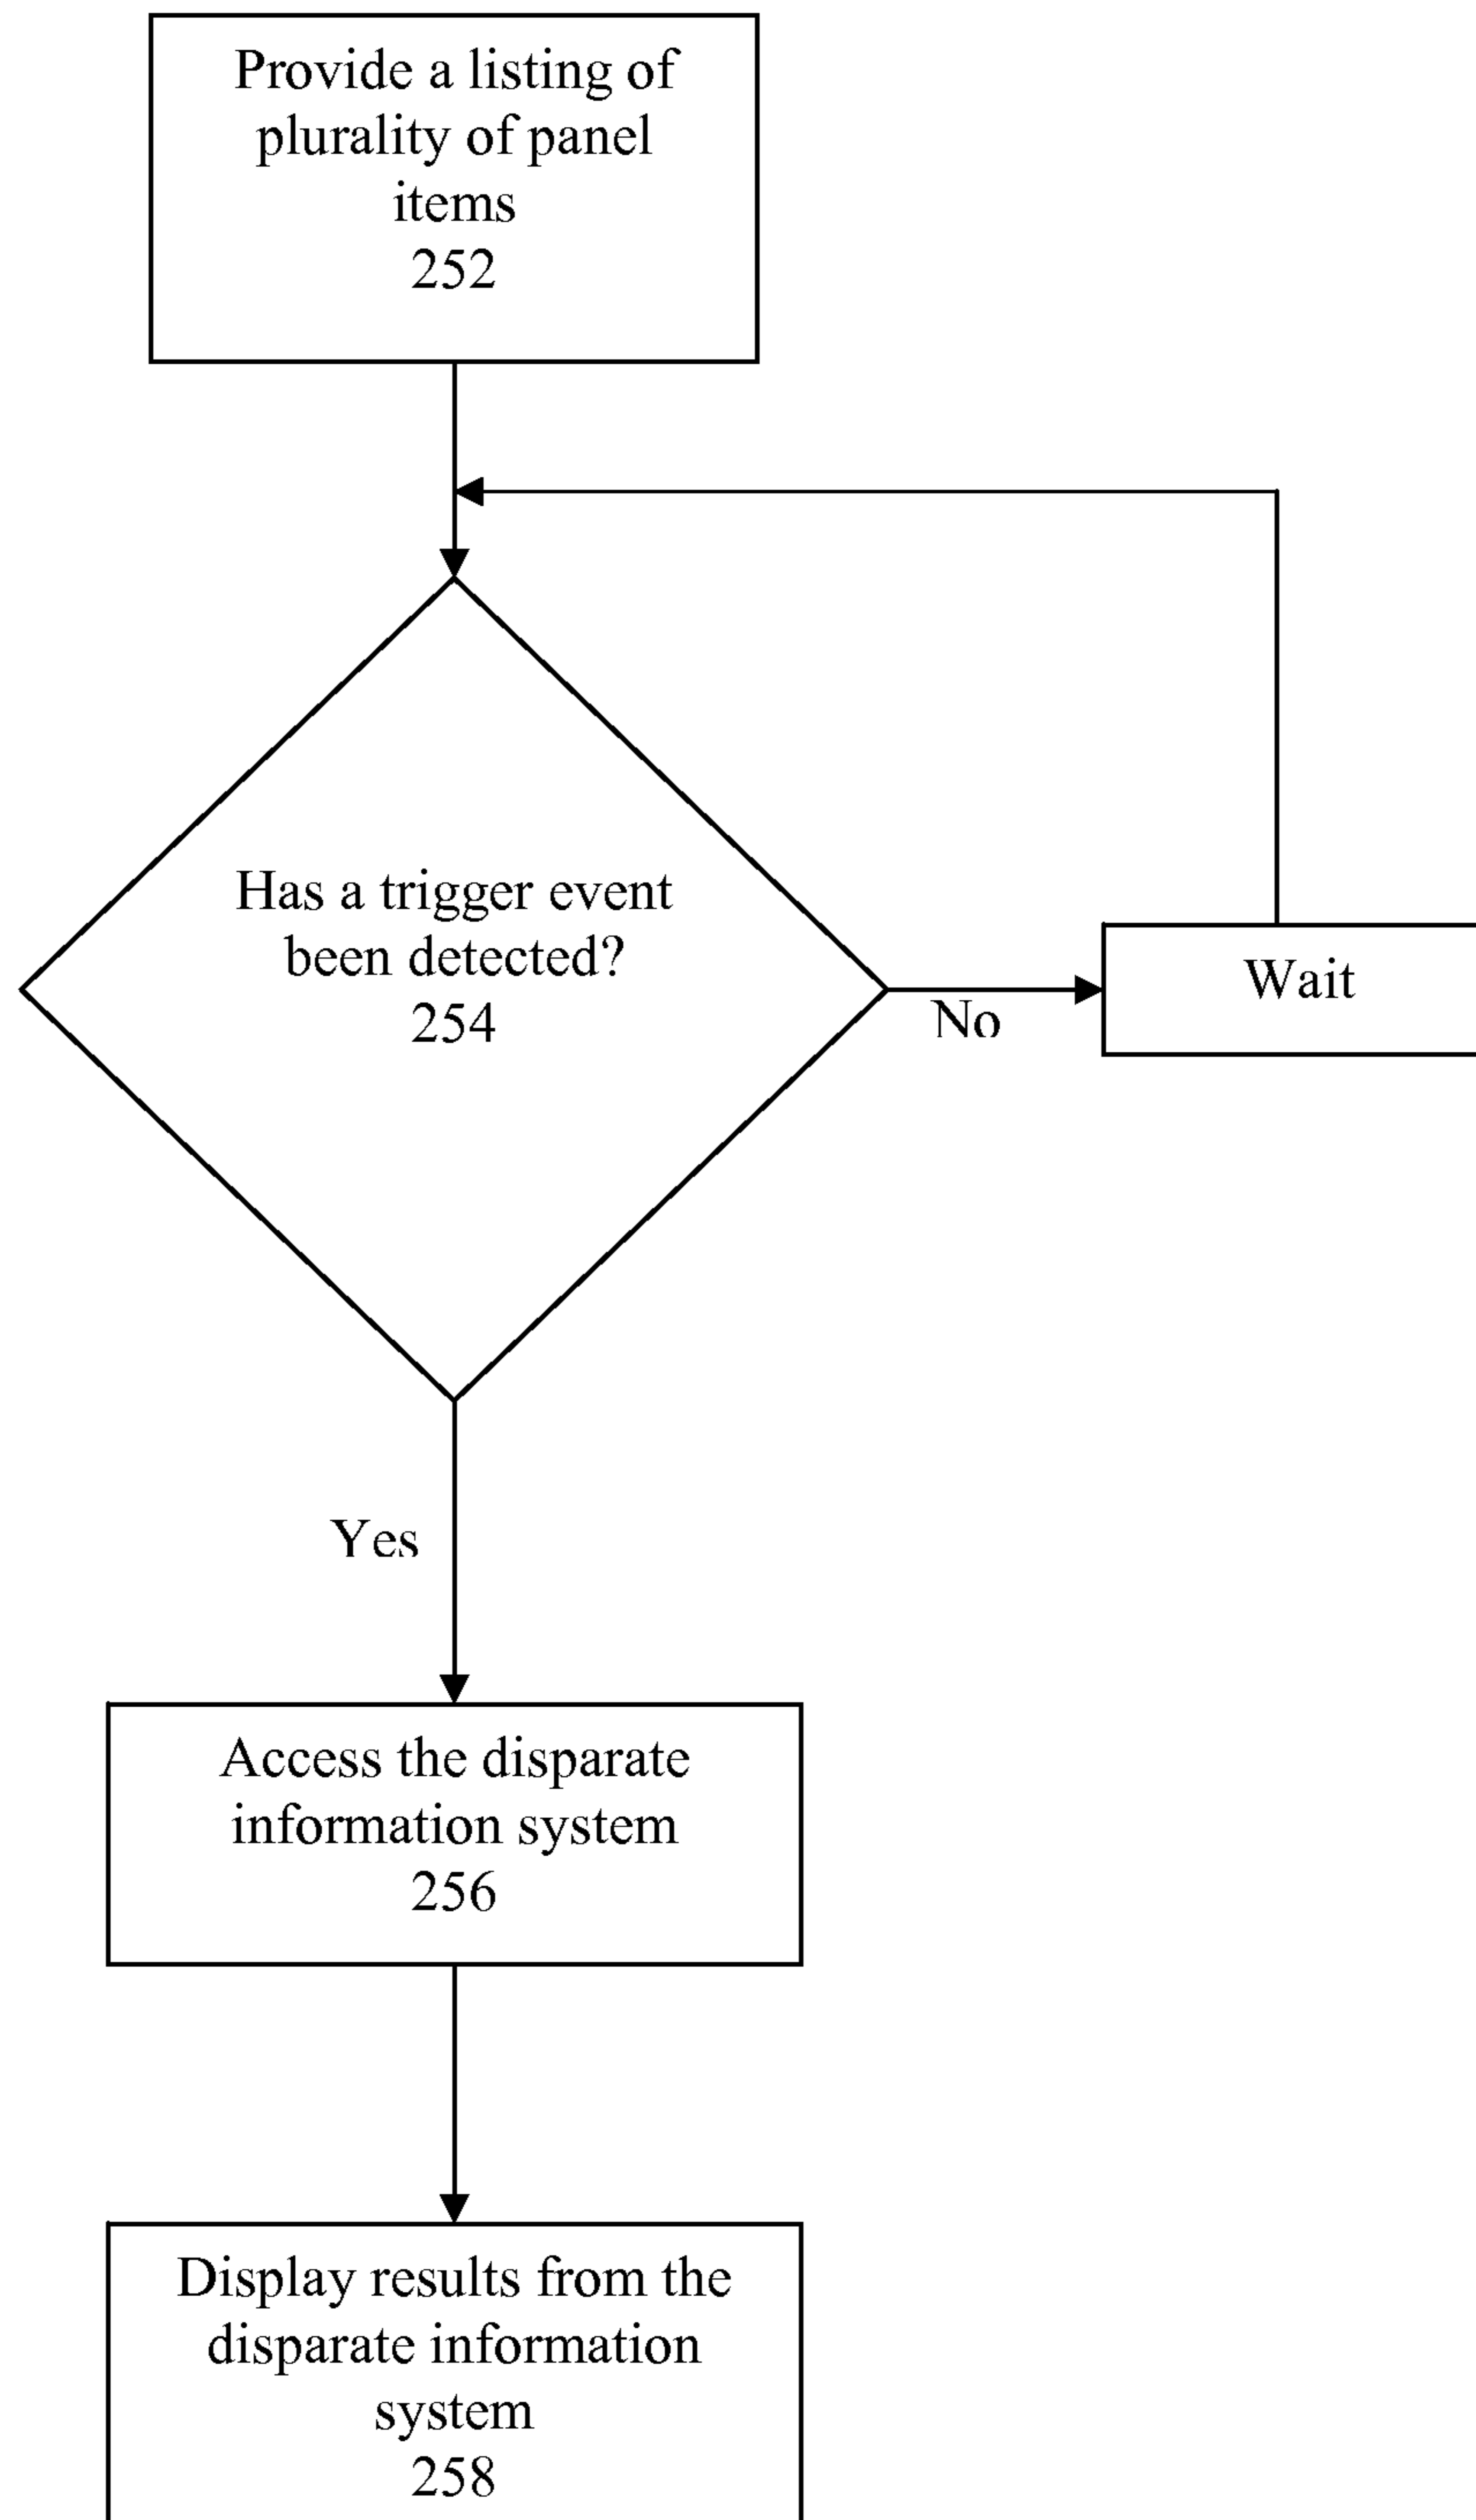 Provide a listing of
plurality of panel
items
252
Has a trigger event
been detected?
254
No
Wait
Yes
Access the disparate
information system
256
Display results from the
disparate information
system
258